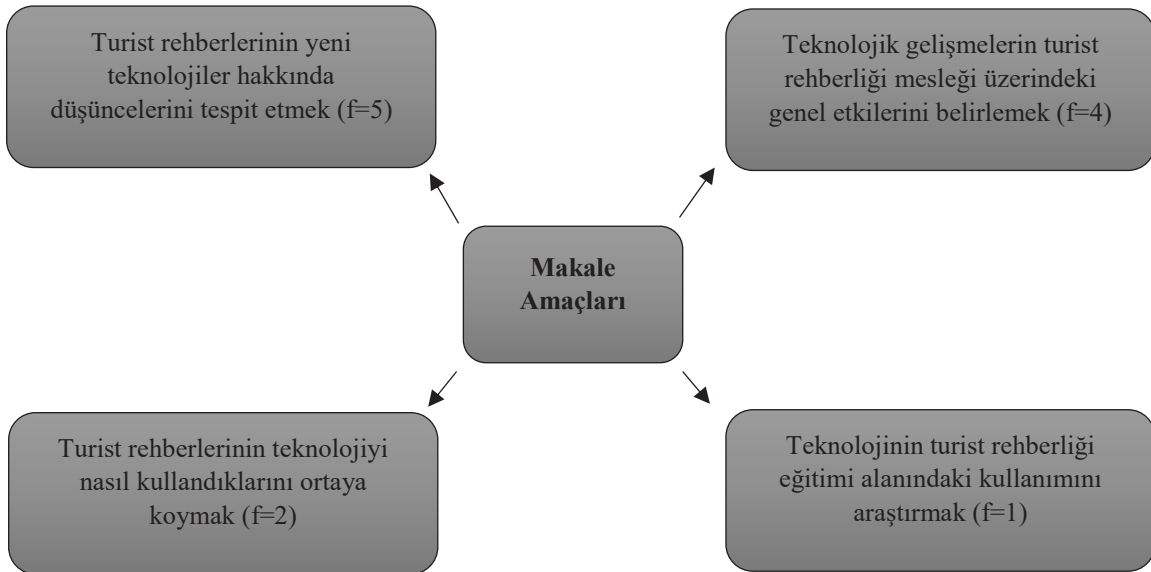 Turist rehberlerinin yeni
teknolojiler hakkında
düşüncelerini tespit etmek (f=5)
Teknolojik gelişmelerin turist
rehberliği mesleği üzerindeki
genel etkilerini belirlemek (f=4)
Makale
Amaçları
Turist rehberlerinin teknolojiyi
nasıl kullandıklarını ortaya
koymak (f=2)
Teknolojinin turist rehberliği
eğitimi alanındaki kullanımını
araştırmak (f=1)